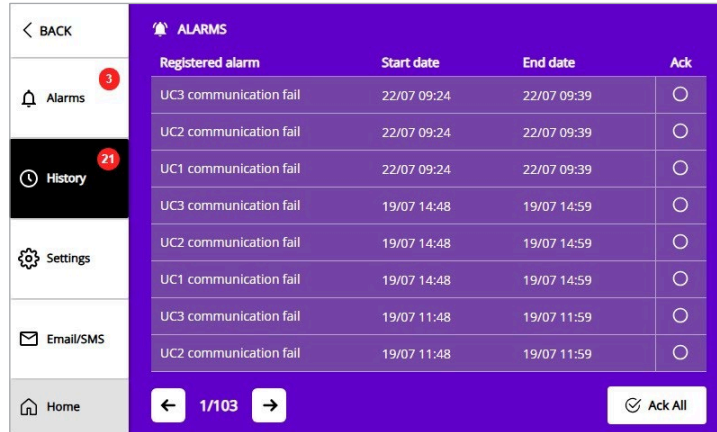 BACK
3
Alarms
21
History
Settings
Email/SMS
Home
ALARMS
Registered alarm Start date End date Ack
UC3 communication fail 22/07 09:24 22/07 09:39
UC2 communication fail 22/07 09:24 22/07 09:39
UC1 communication fail 22/07 09:24 22/07 09:39
UC3 communication fail 19/07 14:48 19/07 14:59
UC2 communication fail 19/07 14:48 19/07 14:59
UC1 communication fail 19/07 14:48 19/07 14:59
UC3 communication fail 19/07 11:48 19/07 11:59
UC2 communication fail 19/07 11:48 19/07 11:59
1/103
Ack All